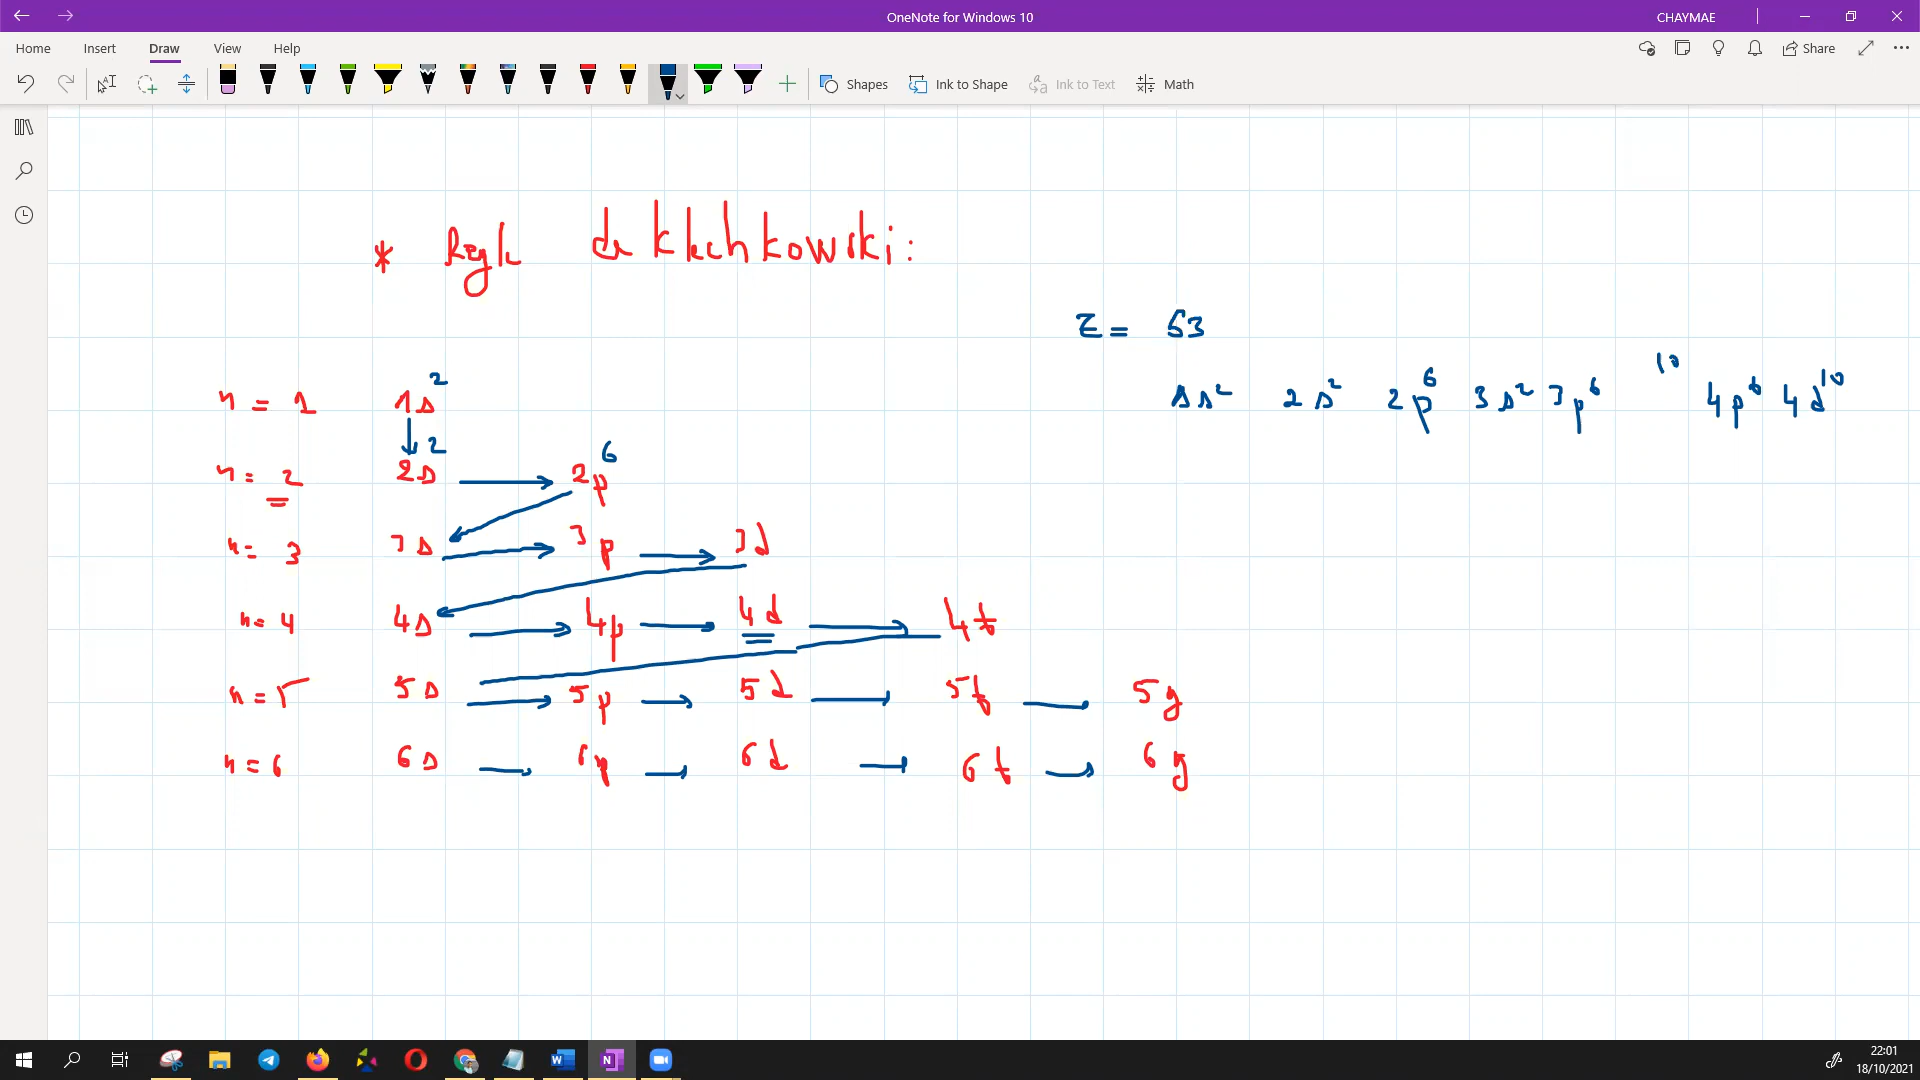 OneNote for Windows 10
CHAYMAE
Home Insert Draw View Help
Share
Shapes Ink to Shape Ink to Text Math
* Regle de Klechkowski :
Z = 53
1s² 2s² 2p⁶ 3s² 3p⁶ ¹⁰ 4p⁶ 4d¹⁰
n = 1 1s²
n = 2 2s² 2p⁶
n = 3 3s 3p 3d
n = 4 4s 4p 4d 4f
n = 5 5s 5p 5d 5f 5g
n = 6 6s 6p 6d 6f 6g
22:01
18/10/2021